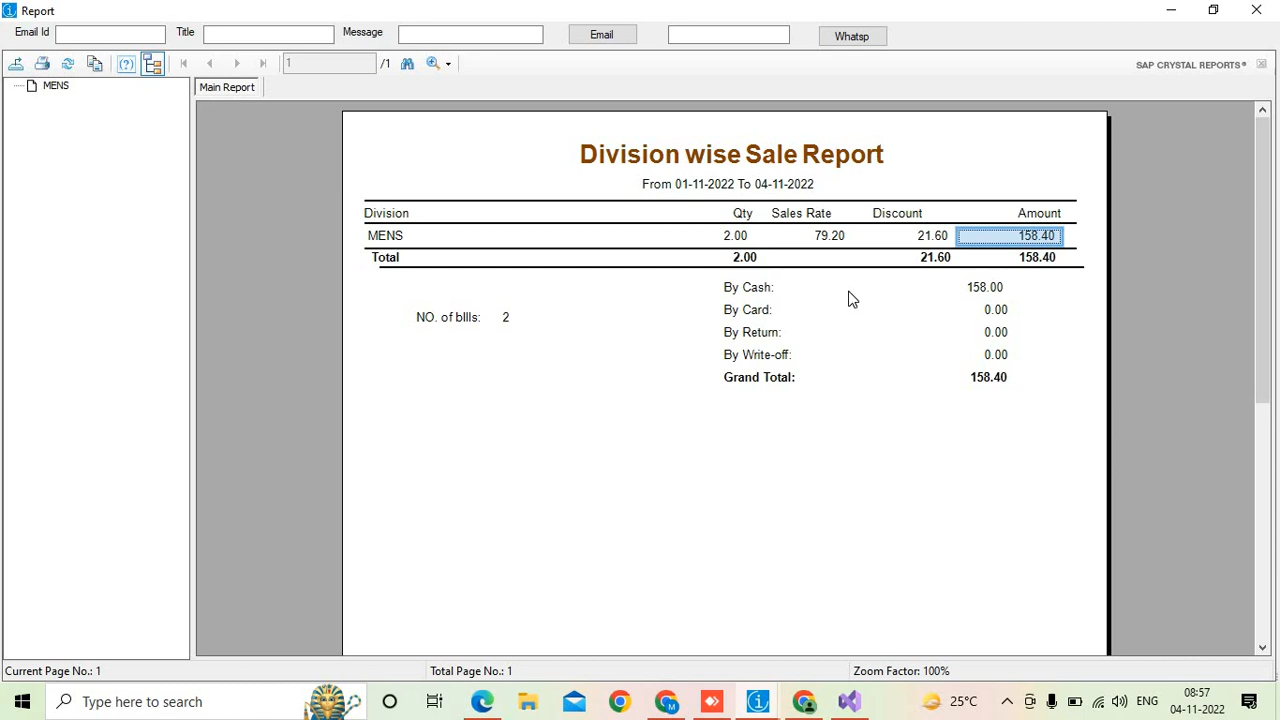 Report
Email Id Title Message Email Whatsp
1 /1 SAP CRYSTAL REPORTS®
MENS
Main Report
Division wise Sale Report
From 01-11-2022 To 04-11-2022
Division Qty Sales Rate Discount Amount
MENS 2.00 79.20 21.60 158.40
Total 2.00 21.60 158.40
By Cash: 158.00
By Card: 0.00
NO. of bIlls: 2
By Return: 0.00
By Write-off: 0.00
Grand Total: 158.40
Current Page No.: 1 Total Page No.: 1 Zoom Factor: 100%
Type here to search 25°C ENG 08:57
04-11-2022